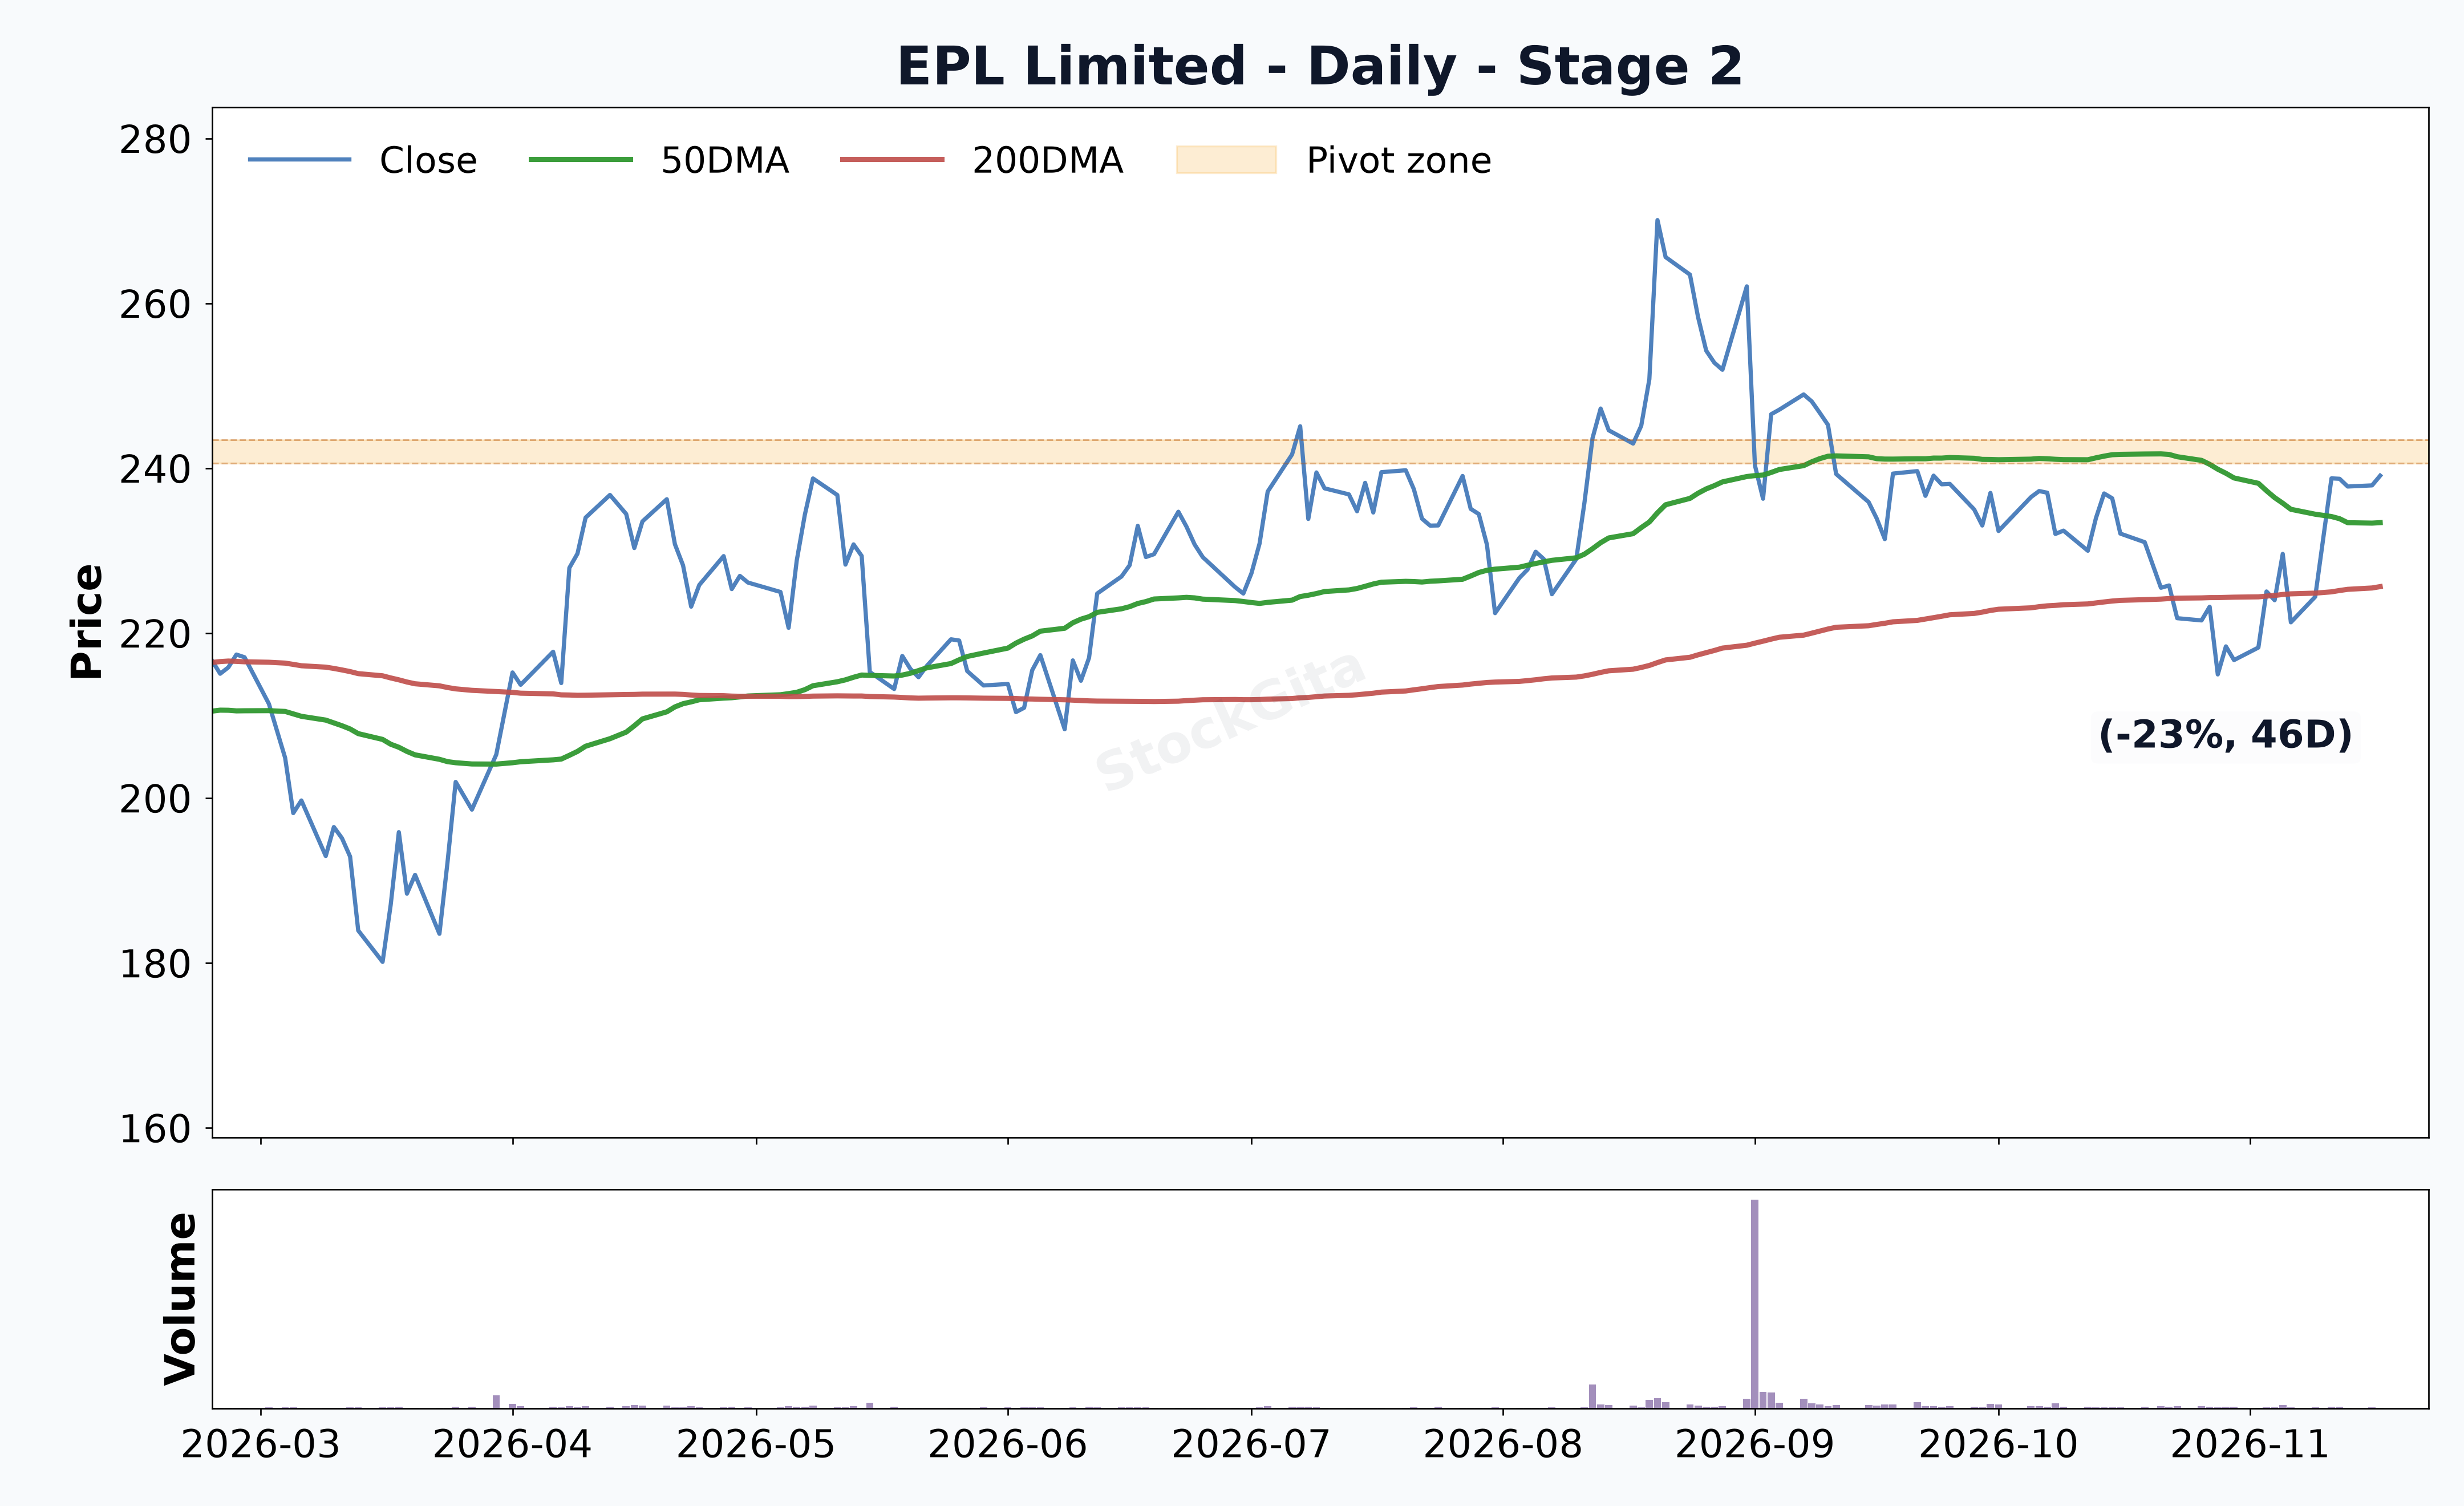 EPL Limited - Daily - Stage 2
Close 50DMA 200DMA Pivot zone
280
260
240
220
200
180
160
Price
StockGita
(-23%, 46D)
Volume
2026-03 2026-04 2026-05 2026-06 2026-07 2026-08 2026-09 2026-10 2026-11